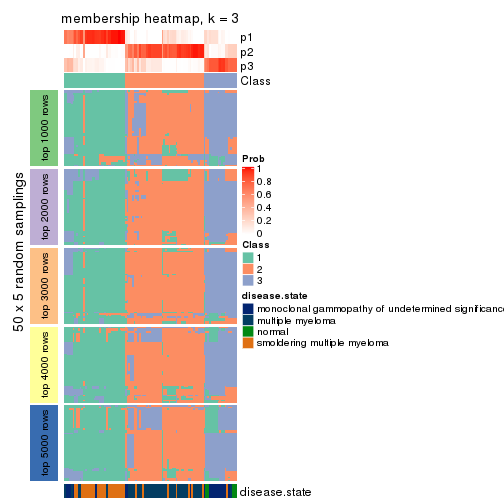 membership heatmap, k = 3
p1
p2
p3
Class
50 x 5 random samplings
top 1000 rows
top 2000 rows
top 3000 rows
top 4000 rows
top 5000 rows
Prob
1
0.8
0.6
0.4
0.2
0
Class
1
2
3
disease.state
monoclonal gammopathy of undetermined significance
multiple myeloma
normal
smoldering multiple myeloma
disease.state